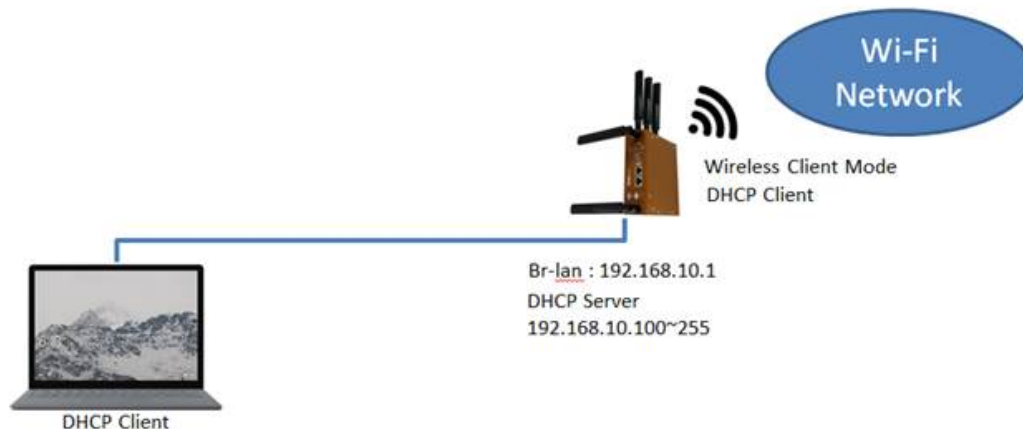 Wi-Fi
Network
Wireless Client Mode
DHCP Client
Br-lan : 192.168.10.1
DHCP Server
192.168.10.100~255
DHCP Client